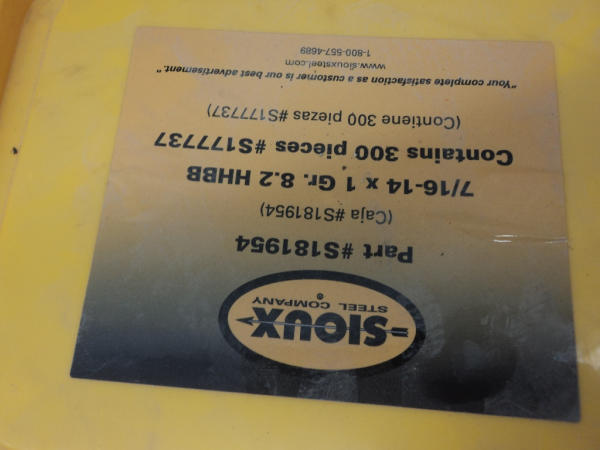 SIOUX
STEEL COMPANY
®
Part #S181954
(Caja #S181954)
7/16-14 x 1 Gr. 8.2 HHBB
Contains 300 pieces #S177737
(Contiene 300 piezas #S177737)
"Your complete satisfaction as a customer is our best advertisement."
www.siouxsteel.com
1-800-557-4689